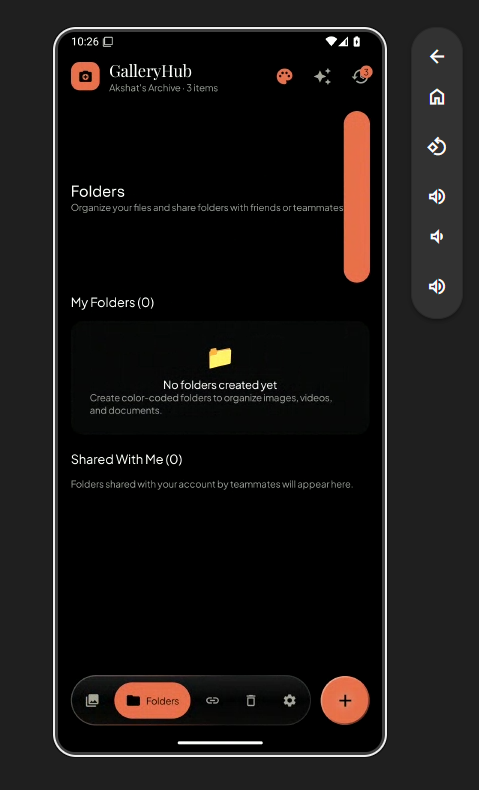 10:26
GalleryHub
Akshat's Archive · 3 items
3
Folders
Organize your files and share folders with friends or teammates
My Folders (0)
No folders created yet
Create color-coded folders to organize images, videos,
and documents.
Shared With Me (0)
Folders shared with your account by teammates will appear here.
Folders